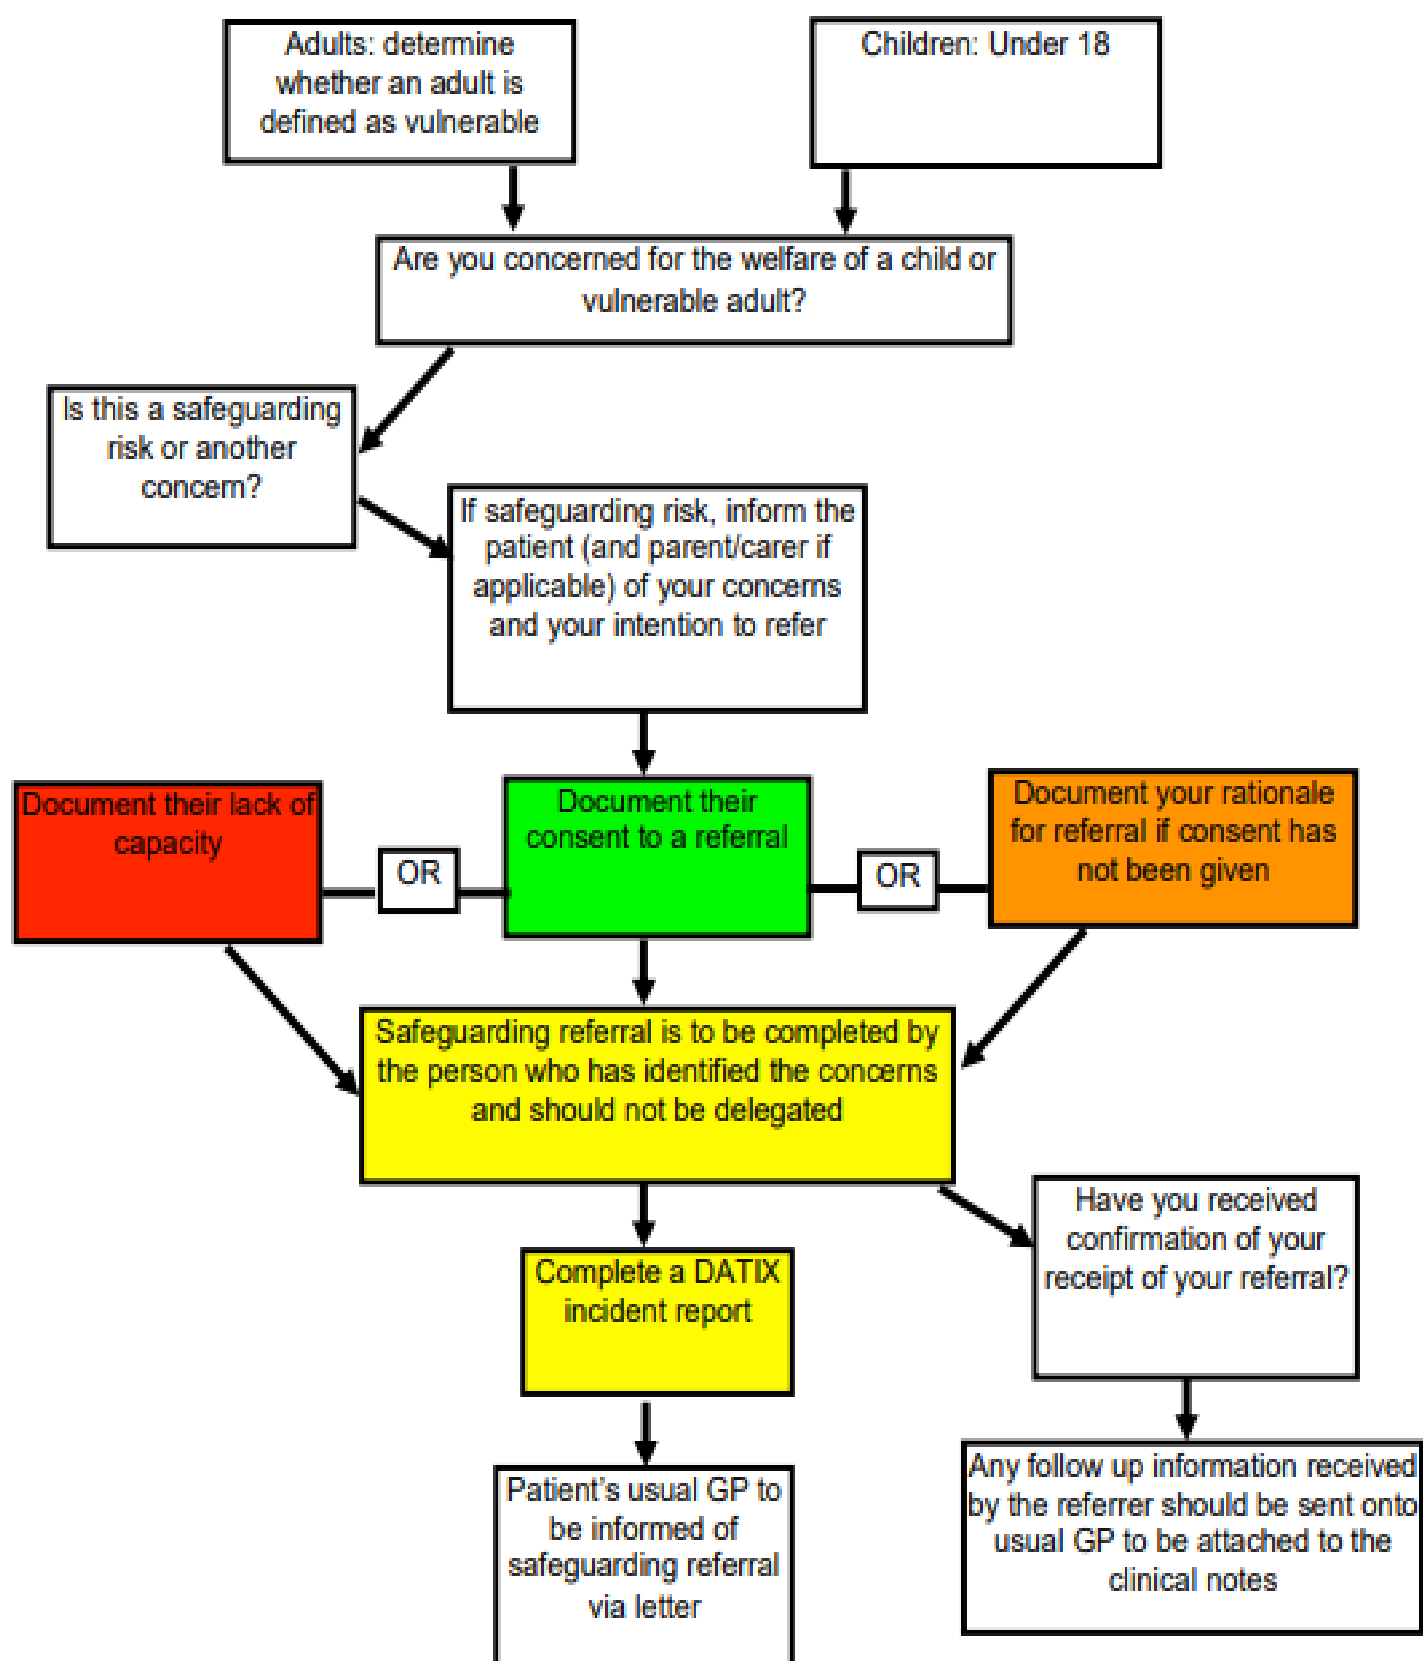 Adults: determine
whether an adult is
defined as vulnerable
Children: Under 18
Are you concerned for the welfare of a child or
vulnerable adult?
Is this a safeguarding
risk or another
concern?
If safeguarding risk, inform the
patient (and parent/carer if
applicable) of your concerns
and your intention to refer
Document their lack of
capacity
OR
Document their
consent to a referral
OR
Document your rationale
for referral if consent has
not been given
Safeguarding referral is to be completed by
the person who has identified the concerns
and should not be delegated
Complete a DATIX
incident report
Have you received
confirmation of your
receipt of your referral?
Patient’s usual GP to
be informed of
safeguarding referral
via letter
Any follow up information received
by the referrer should be sent onto
usual GP to be attached to the
clinical notes